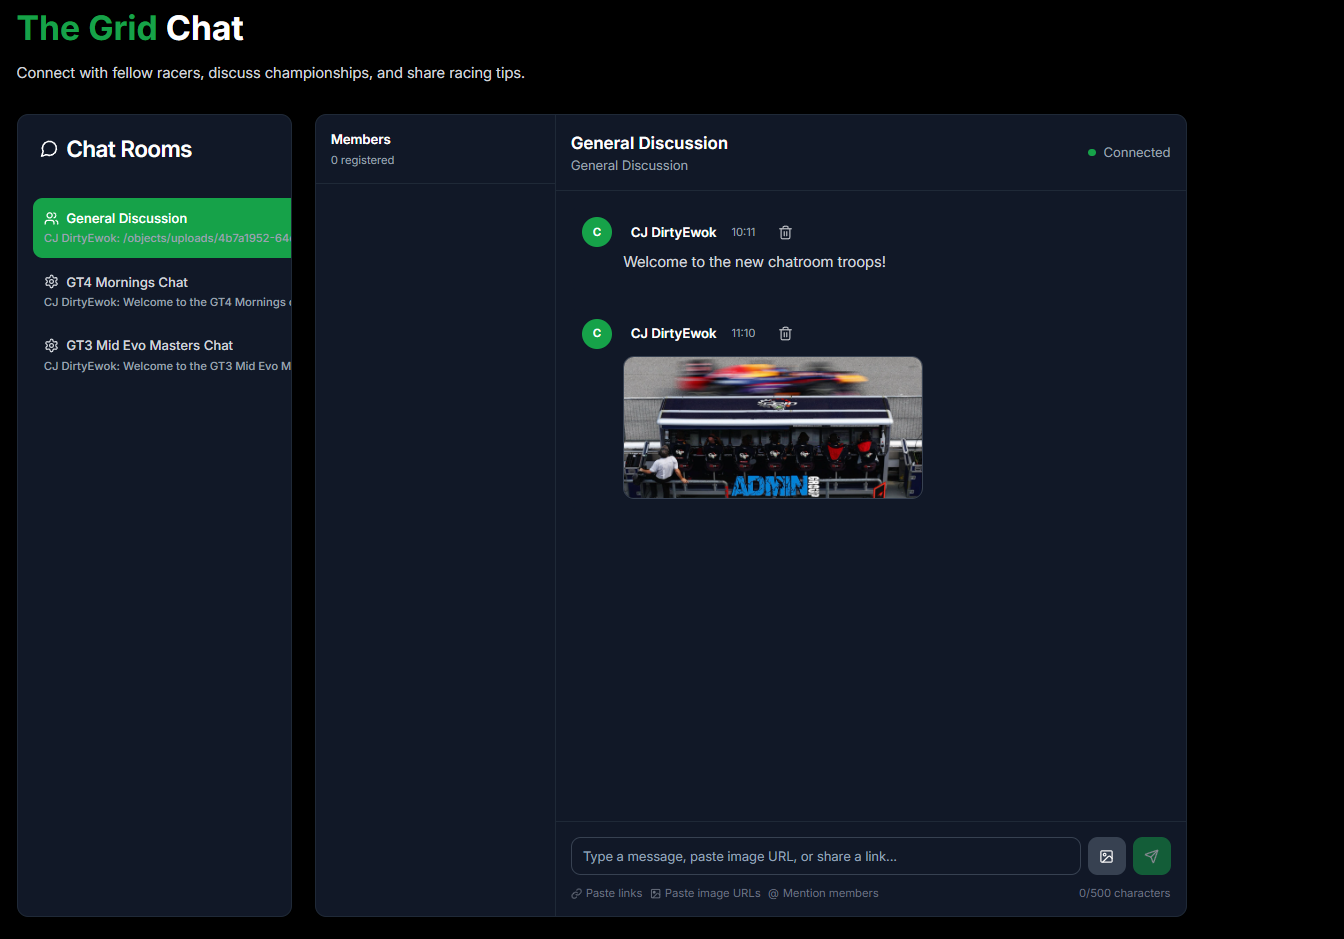 The Grid Chat
Connect with fellow racers, discuss championships, and share racing tips.
Chat Rooms
General Discussion
CJ DirtyEwok: /objects/uploads/4b7a1952-64
GT4 Mornings Chat
CJ DirtyEwok: Welcome to the GT4 Mornings
GT3 Mid Evo Masters Chat
CJ DirtyEwok: Welcome to the GT3 Mid Evo M
Members
0 registered
General Discussion
General Discussion
Connected
C
CJ DirtyEwok 10:11
Welcome to the new chatroom troops!
C
CJ DirtyEwok 11:10
ADMIN
Type a message, paste image URL, or share a link...
Paste links Paste image URLs @ Mention members
0/500 characters